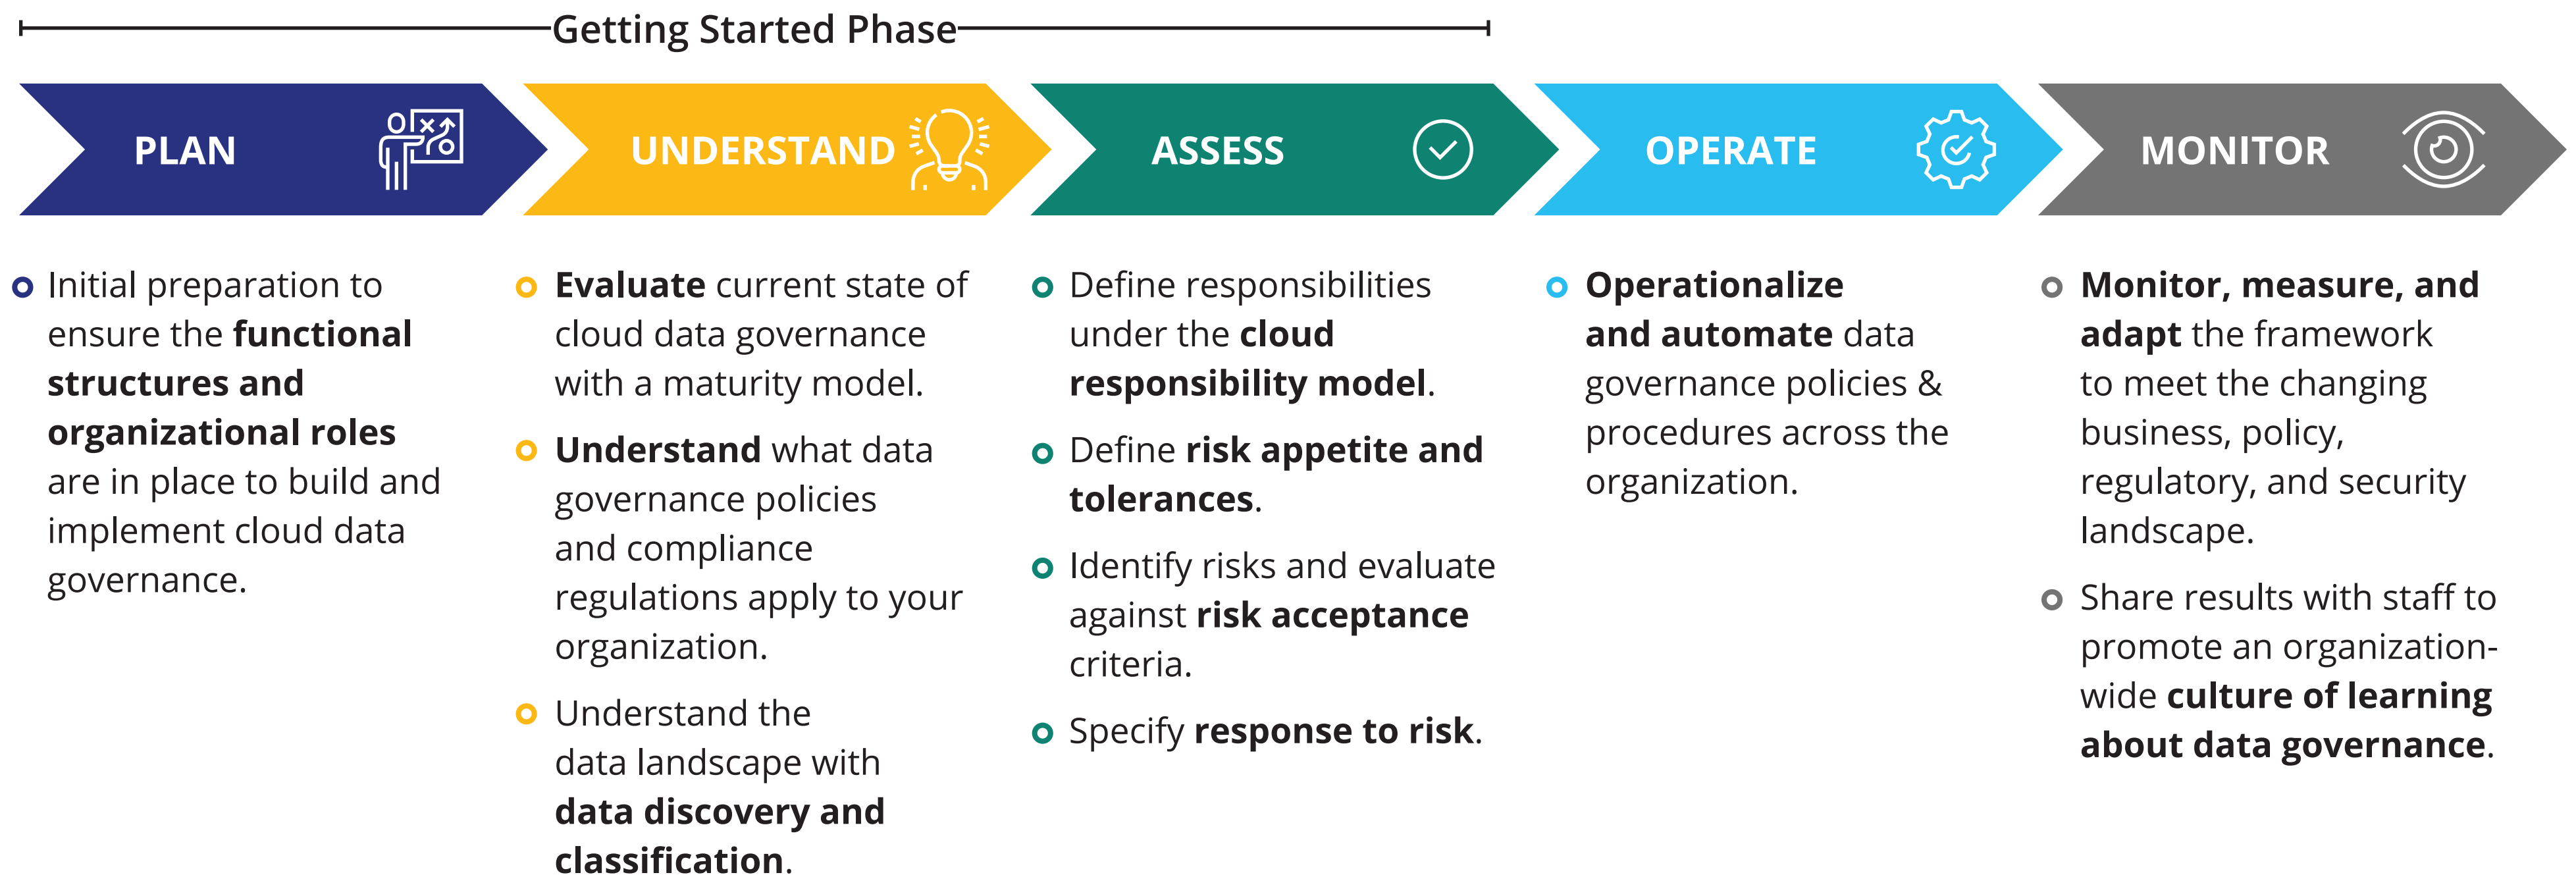 Getting Started Phase
PLAN
UNDERSTAND
ASSESS
OPERATE
MONITOR
Initial preparation to
ensure the functional
structures and
organizational roles
are in place to build and
implement cloud data
governance.
Evaluate current state of
cloud data governance
with a maturity model.
Understand what data
governance policies
and compliance
regulations apply to your
organization.
Understand the
data landscape with
data discovery and
classification.
Define responsibilities
under the cloud
responsibility model.
Define risk appetite and
tolerances.
Identify risks and evaluate
against risk acceptance
criteria.
Specify response to risk.
Operationalize
and automate data
governance policies &
procedures across the
organization.
Monitor, measure, and
adapt the framework
to meet the changing
business, policy,
regulatory, and security
landscape.
Share results with staff to
promote an organization-
wide culture of learning
about data governance.